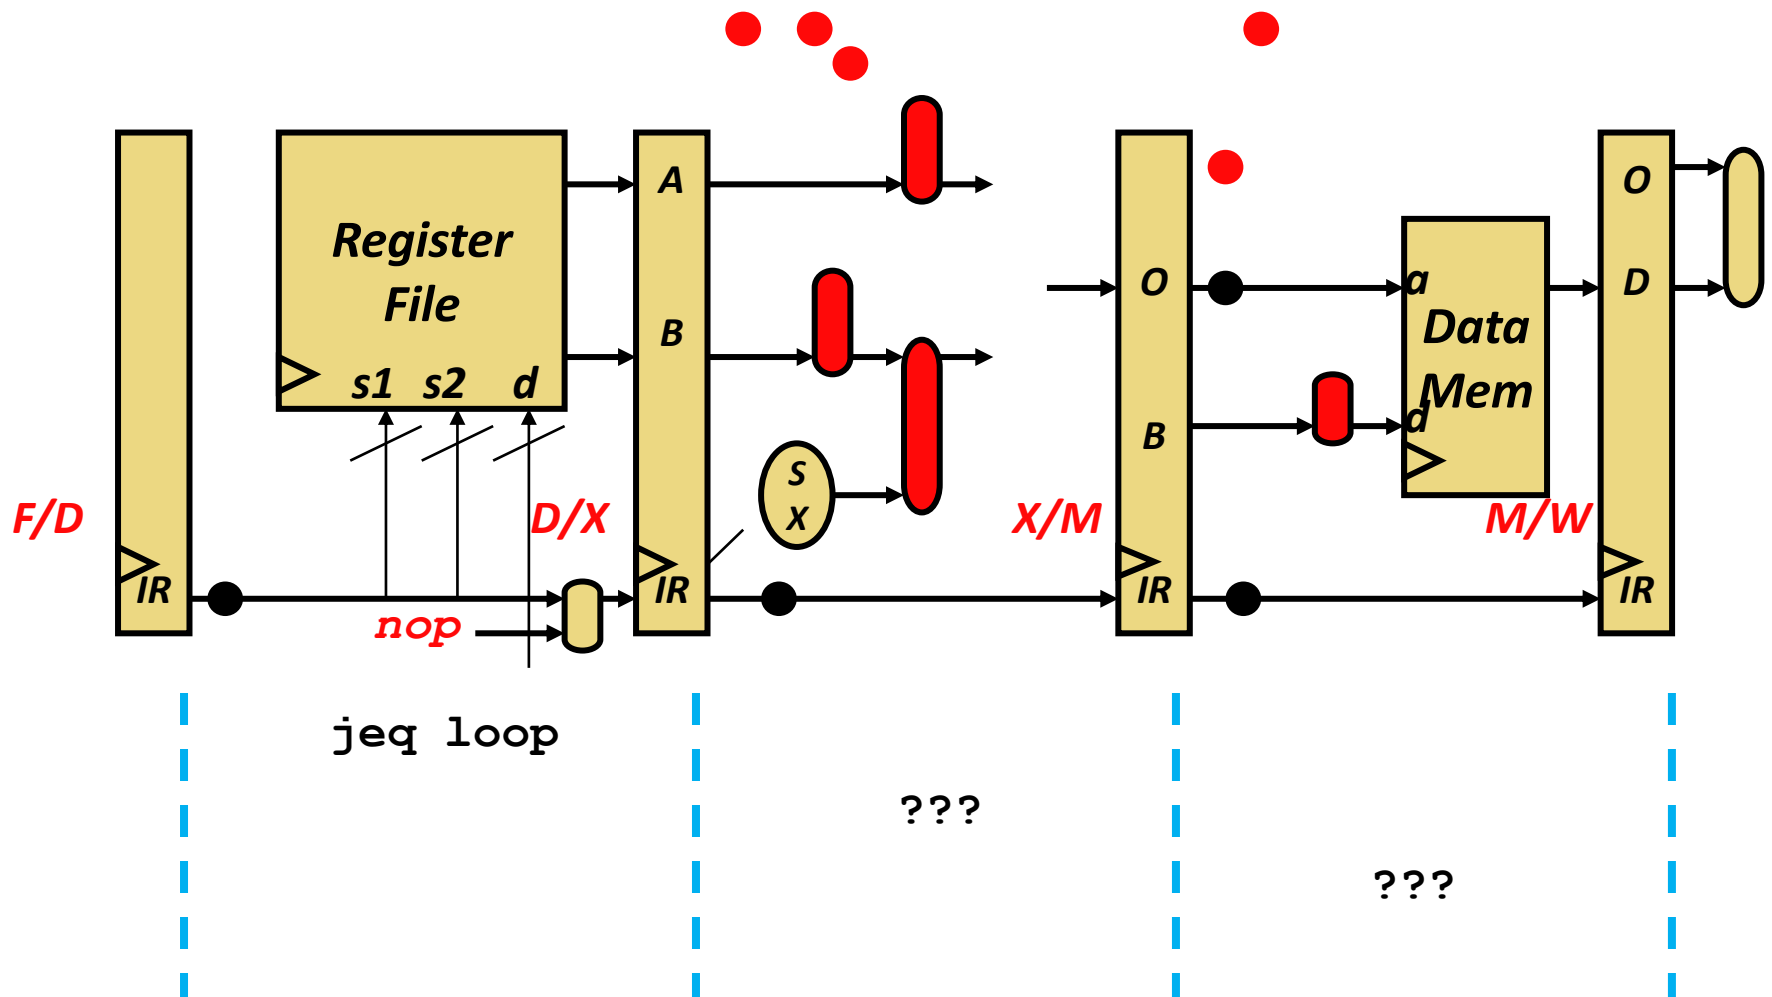 A
O
O
Register
File
O
D
a
Data
Mem
B
s1 s2 d
B
d
S
X
F/D
D/X
X/M
M/W
IR
IR
IR
IR
nop
jeq loop
???
???